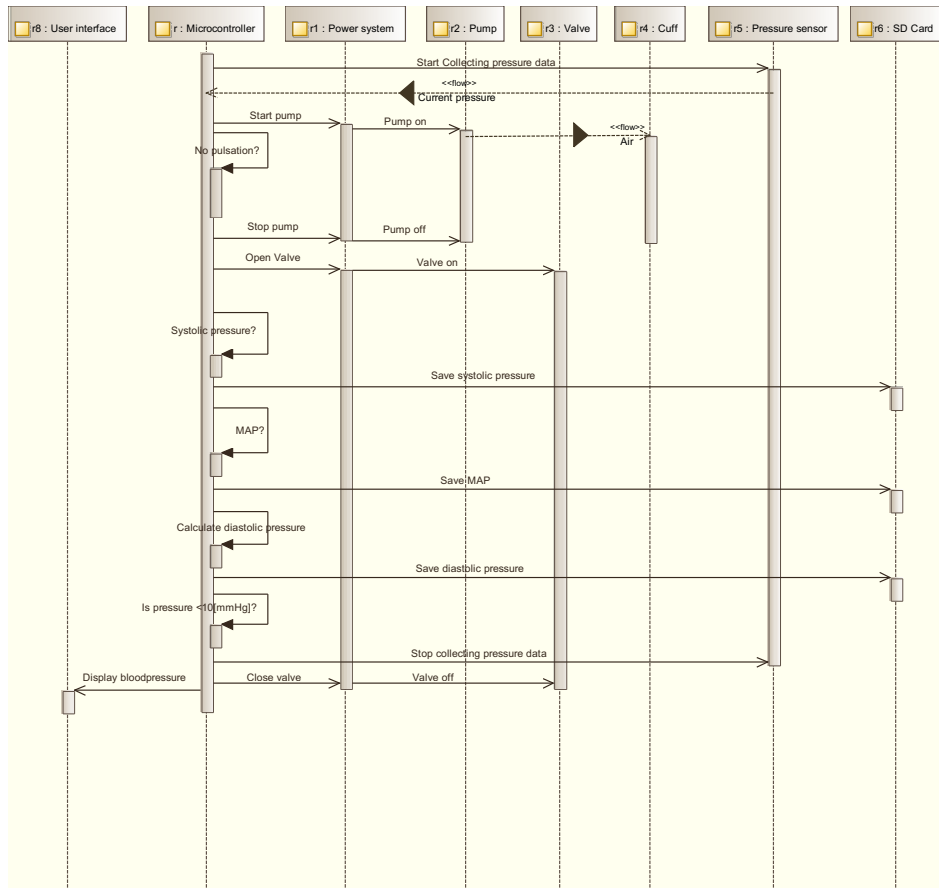 r8 : User interface
r : Microcontroller
r1 : Power system
r2 : Pump
r3 : Valve
r4 : Cuff
r5 : Pressure sensor
r6 : SD Card
Start Collecting pressure data
<<flow>>
Current pressure
Start pump
Pump on
<<flow>>
Air
No pulsation?
Stop pump
Pump off
Open Valve
Valve on
Systolic pressure?
Save systolic pressure
MAP?
Save MAP
Calculate diastolic pressure
Save diastolic pressure
Is pressure <10[mmHg]?
Stop collecting pressure data
Display bloodpressure
Close valve
Valve off